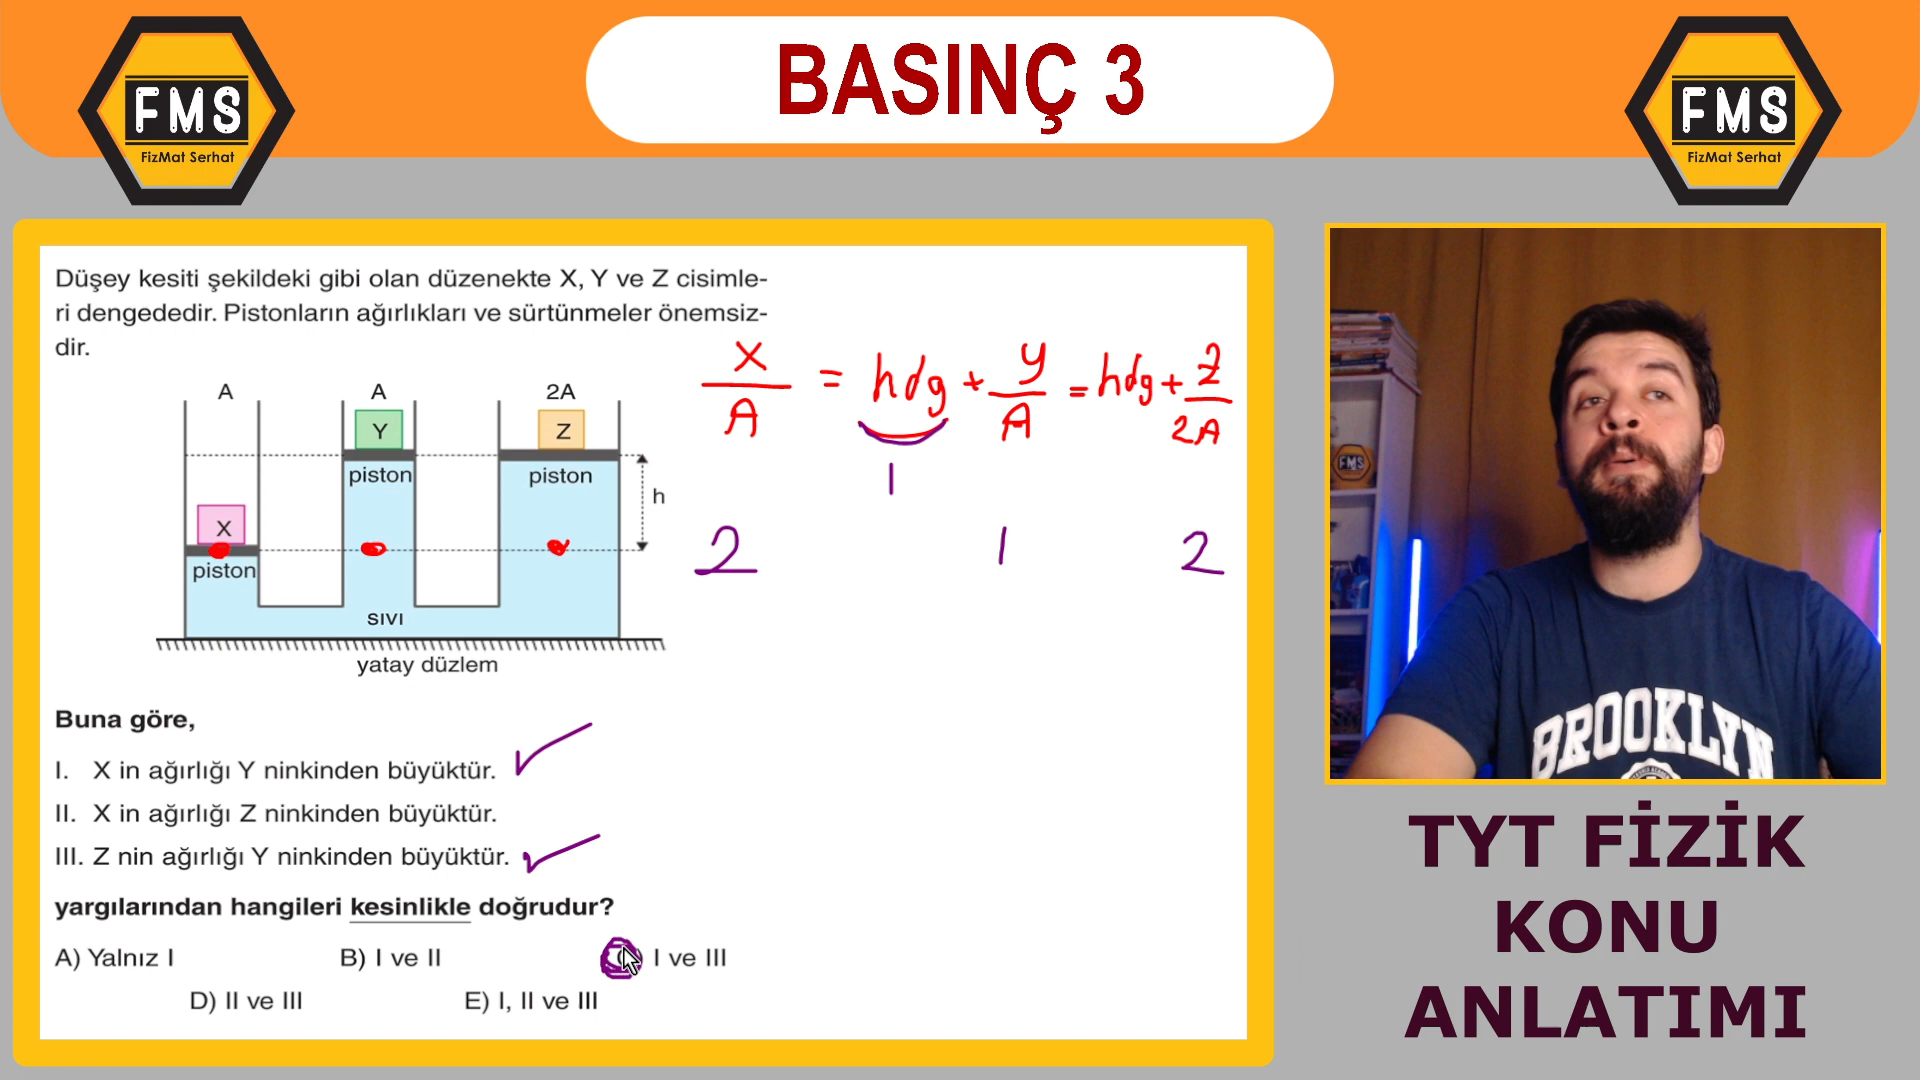 FMS
FizMat Serhat
BASINÇ 3
FMS
FizMat Serhat
Düşey kesiti şekildeki gibi olan düzenekte X, Y ve Z cisimle-
ri dengededir. Pistonların ağırlıkları ve sürtünmeler önemsiz-
dir.
A A 2A
Y Z
piston piston
h
X
piston
SIVI
yatay düzlem
X/A = hdg + y/A = hdg + z/2A
1
2 1 2
Buna göre,
I. X in ağırlığı Y ninkinden büyüktür.
II. X in ağırlığı Z ninkinden büyüktür.
III. Z nin ağırlığı Y ninkinden büyüktür.
yargılarından hangileri kesinlikle doğrudur?
A) Yalnız I B) I ve II I ve III
D) II ve III E) I, II ve III
FMS
BROOKLYN
TYT FİZİK
KONU
ANLATIMI